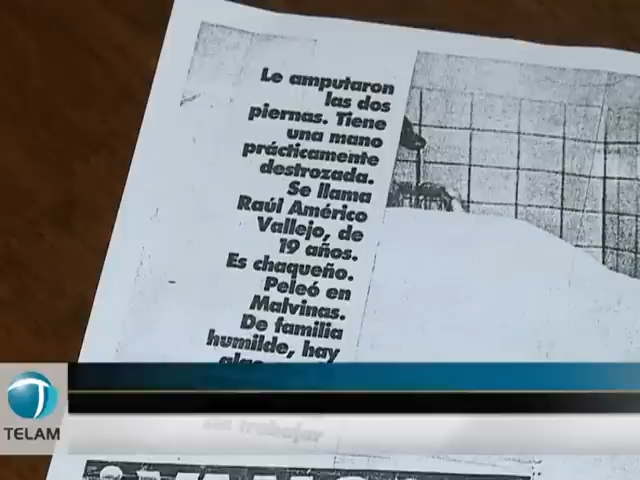 Le amputaron
las dos
piernas. Tiene
una mano
prácticamente
destrozada.
Se llama
Raúl Américo
Vallejo, de
19 años.
Es chaqueño.
Peleó en
Malvinas.
De familia
humilde, hay
TELAM
trabajar